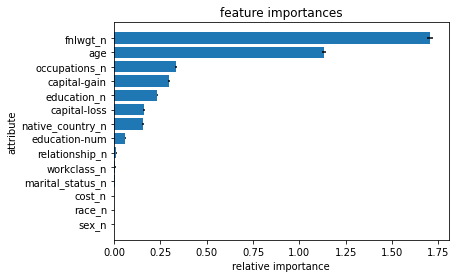 feature importances
fnlwgt_n
age
occupations_n
capital-gain
education_n
capital-loss
native_country_n
education-num
relationship_n
workclass_n
marital_status_n
cost_n
race_n
sex_n
attribute
0.00 0.25 0.50 0.75 1.00 1.25 1.50 1.75
relative importance